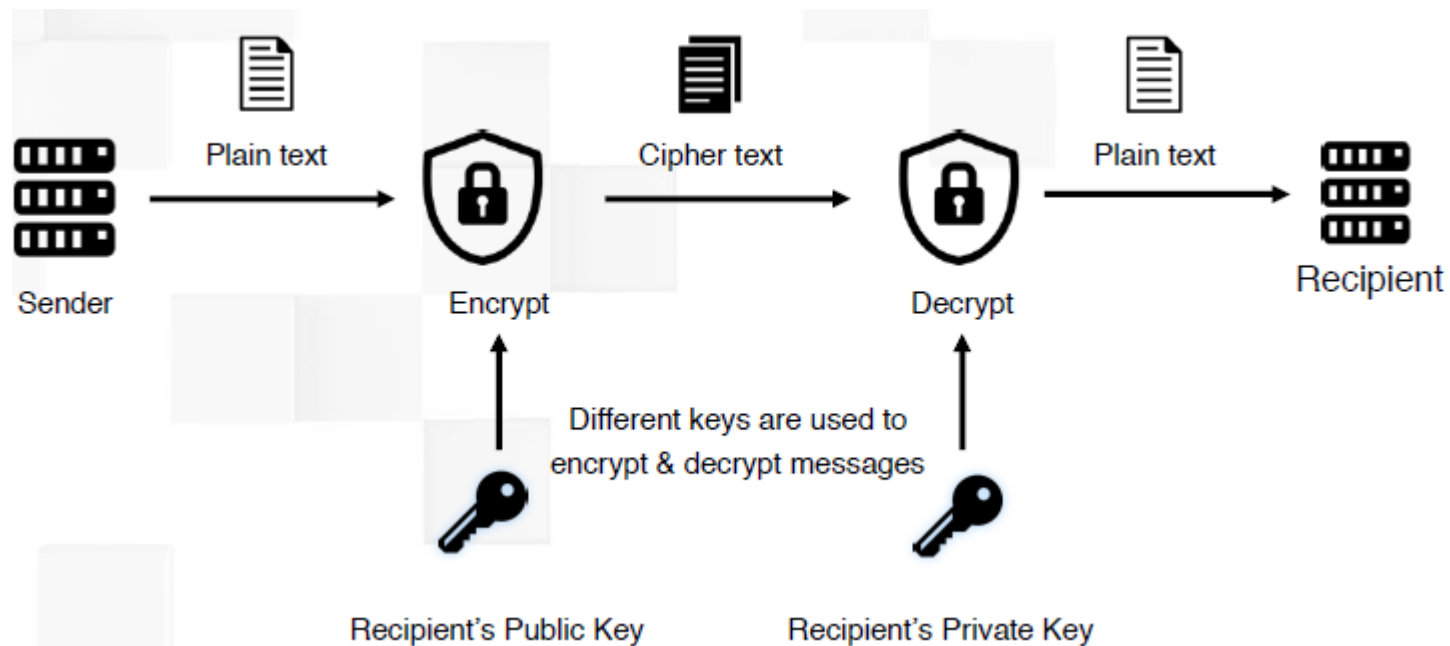 Plain text
Cipher text
Plain text
Sender
Encrypt
Decrypt
Recipient
Different keys are used to
encrypt & decrypt messages
Recipient’s Public Key
Recipient’s Private Key